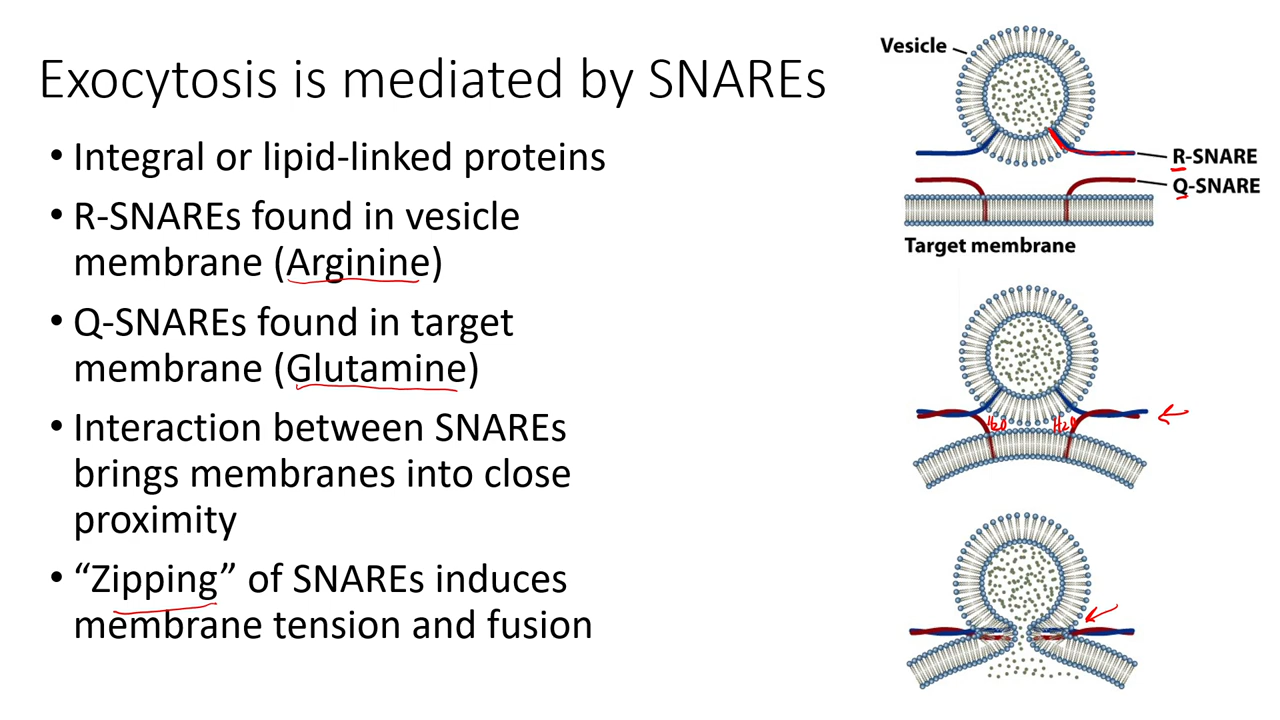 Exocytosis is mediated by SNAREs
• Integral or lipid-linked proteins
• R-SNAREs found in vesicle
membrane (Arginine)
• Q-SNAREs found in target
membrane (Glutamine)
• Interaction between SNAREs
brings membranes into close
proximity
• “Zipping” of SNAREs induces
membrane tension and fusion
Vesicle
R-SNARE
Q-SNARE
Target membrane
H2O H2O